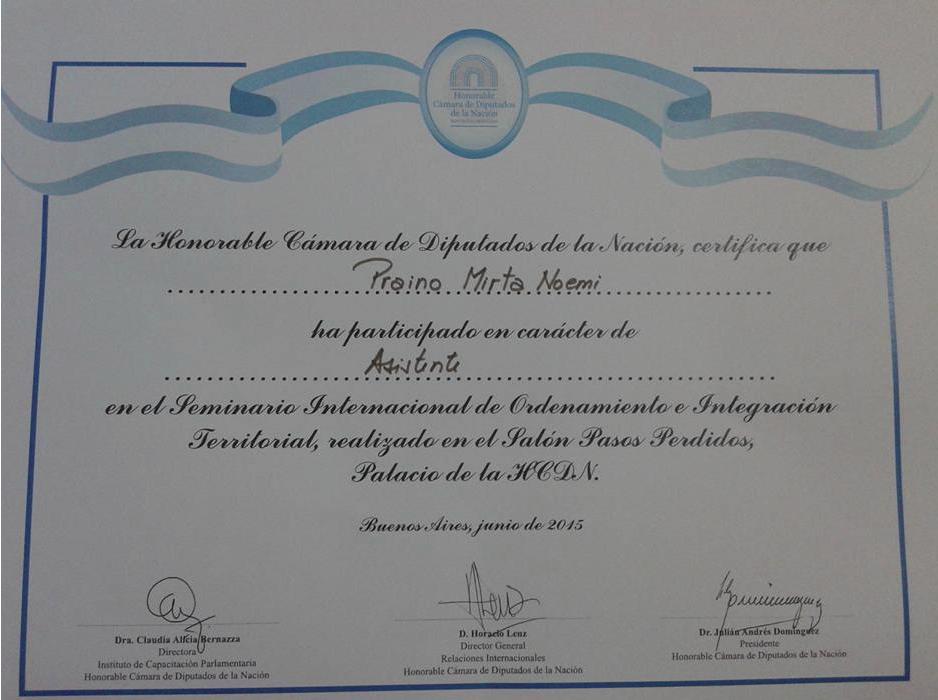 Honorable
Cámara de Diputados
de la Nación
La Honorable Cámara de Diputados de la Nación, certifica que
Praino Mirta Noemi
ha participado en carácter de
Asistente
en el Seminario Internacional de Ordenamiento e Integración
Territorial, realizado en el Salón Pasos Perdidos,
Palacio de la HCDN.
Buenos Aires, junio de 2015
Dra. Claudia Alicia Bernazza
Directora
Instituto de Capacitación Parlamentaria
Honorable Cámara de Diputados de la Nación
D. Horacio Lenz
Director General
Relaciones Internacionales
Honorable Cámara de Diputados de la Nación
Dr. Julián Andrés Domínguez
Presidente
Honorable Cámara de Diputados de la Nación